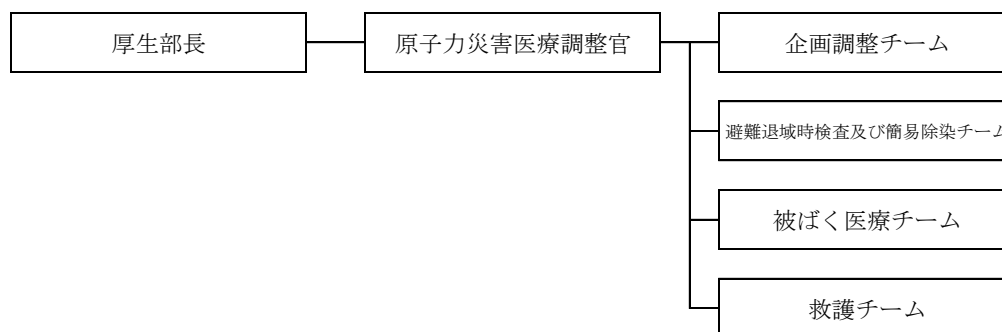 厚生部長
原子力災害医療調整官
企画調整チーム
避難退域時検査及び簡易除染チーム
被ばく医療チーム
救護チーム